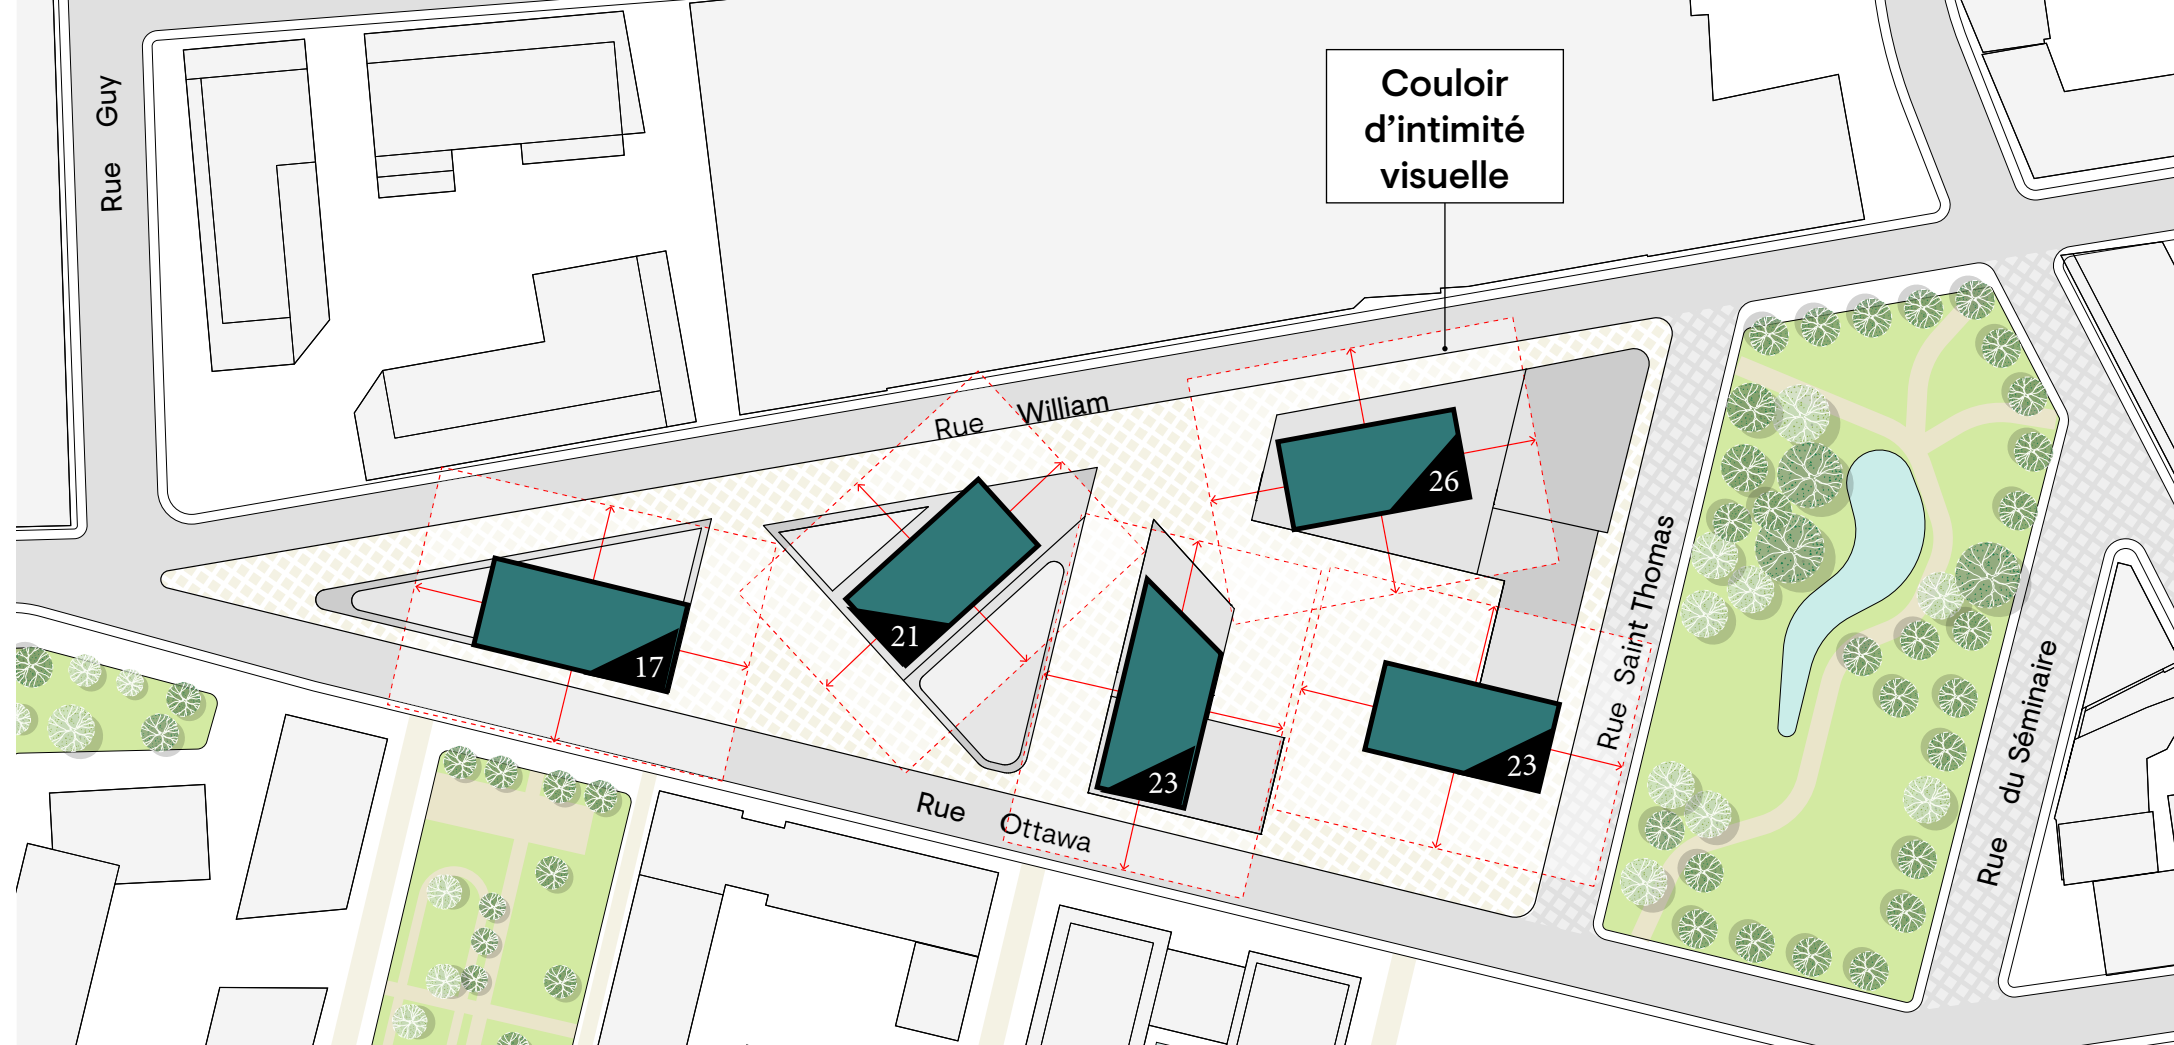 Rue Guy
Couloir
d’intimité
visuelle
Rue William
26
21
17
23
23
Rue Saint Thomas
Rue du Séminaire
Rue Ottawa